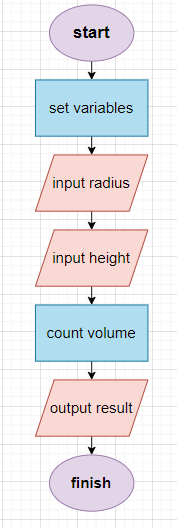 start
set variables
input radius
input height
count volume
output result
finish